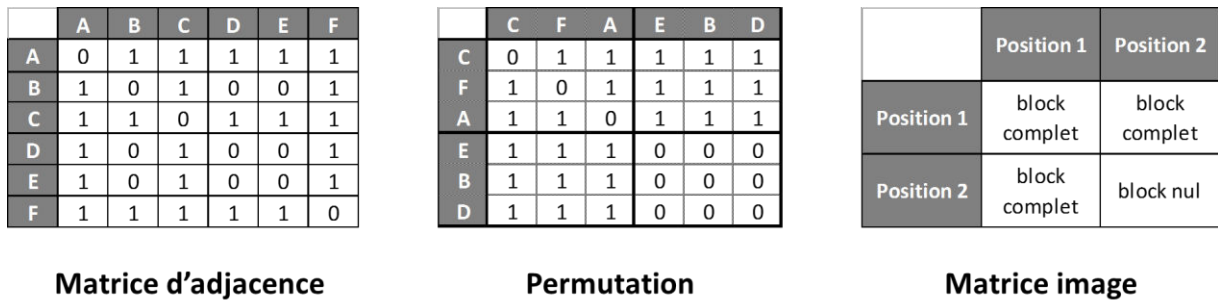 A B C D E F
A 0 1 1 1 1 1
B 1 0 1 0 0 1
C 1 1 0 1 1 1
D 1 0 1 0 0 1
E 1 0 1 0 0 1
F 1 1 1 1 1 0
Matrice d'adjacence
C F A E B D
C 0 1 1 1 1 1
F 1 0 1 1 1 1
A 1 1 0 1 1 1
E 1 1 1 0 0 0
B 1 1 1 0 0 0
D 1 1 1 0 0 0
Permutation
Position 1 Position 2
Position 1 block complet block complet
Position 2 block complet block nul
Matrice image